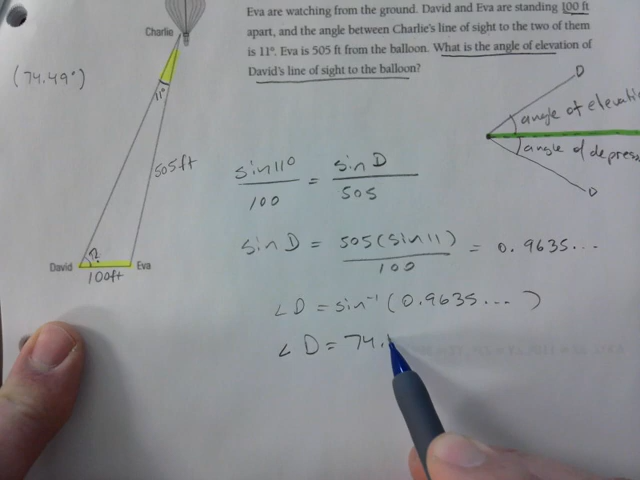 Eva are watching from the ground. David and Eva are standing 100 ft
apart, and the angle between Charlie's line of sight to the two of them
is 11°. Eva is 505 ft from the balloon. What is the angle of elevation of
David's line of sight to the balloon?
Charlie
(74.49°)
11°
505ft
?
David
Eva
100ft
sin11° / 100 = sin D / 505
sin D = 505(sin 11) / 100 = 0.9635...
∠D = sin⁻¹(0.9635...)
∠D = 74.
D
angle of elevatio
angle of depress
D